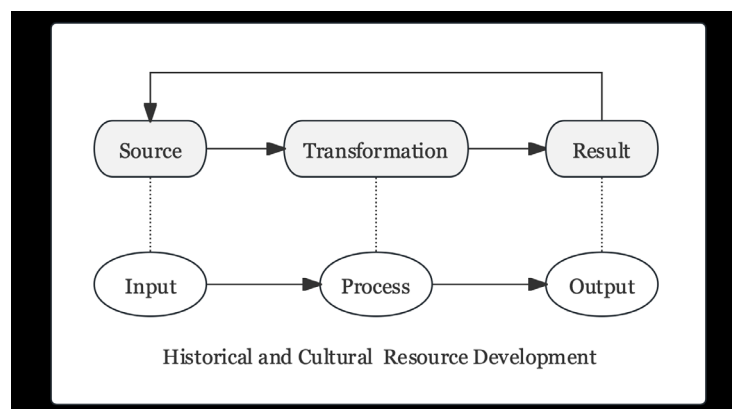 Source Transformation Result
Input Process Output
Historical and Cultural Resource Development